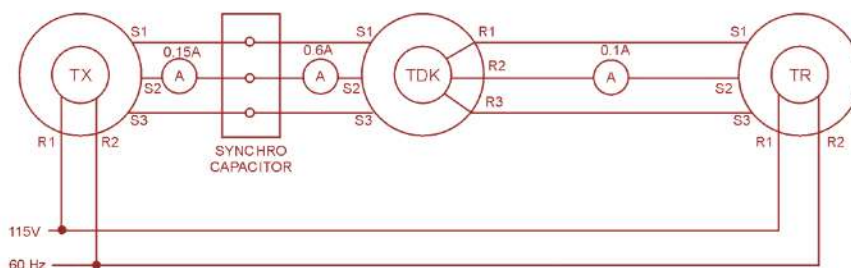 S1 S1 R1 S1
0.15A 0.6A 0.1A
TX A A TDK R2 A TR
S2 S2 S2
S3 S3 R3 S3
R1 R2 R1 R2
SYNCHRO
CAPACITOR
115V
60 Hz